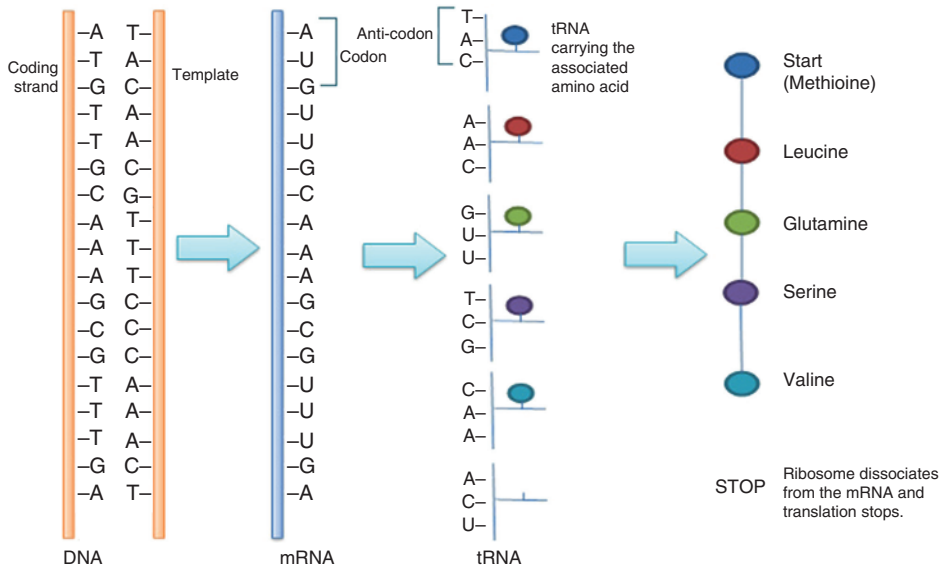 Coding
strand
–A
–T
–G
–T
–T
–G
–C
–A
–A
–A
–G
–C
–G
–T
–T
–T
–G
–A
T–
A–
C–
A–
A–
C–
G–
T–
T–
T–
C–
C–
C–
A–
A–
A–
C–
T–
Template
DNA
–A
–U
–G
–U
–U
–G
–C
–A
–A
–A
–G
–C
–G
–U
–U
–U
–G
–A
Codon
mRNA
Anti-codon
T–
A–
C–
tRNA
carrying the
associated
amino acid
A–
A–
C–
G–
U–
U–
T–
C–
G–
C–
A–
A–
A–
C–
U–
tRNA
Start
(Methioine)
Leucine
Glutamine
Serine
Valine
STOP
Ribosome dissociates
from the mRNA and
translation stops.